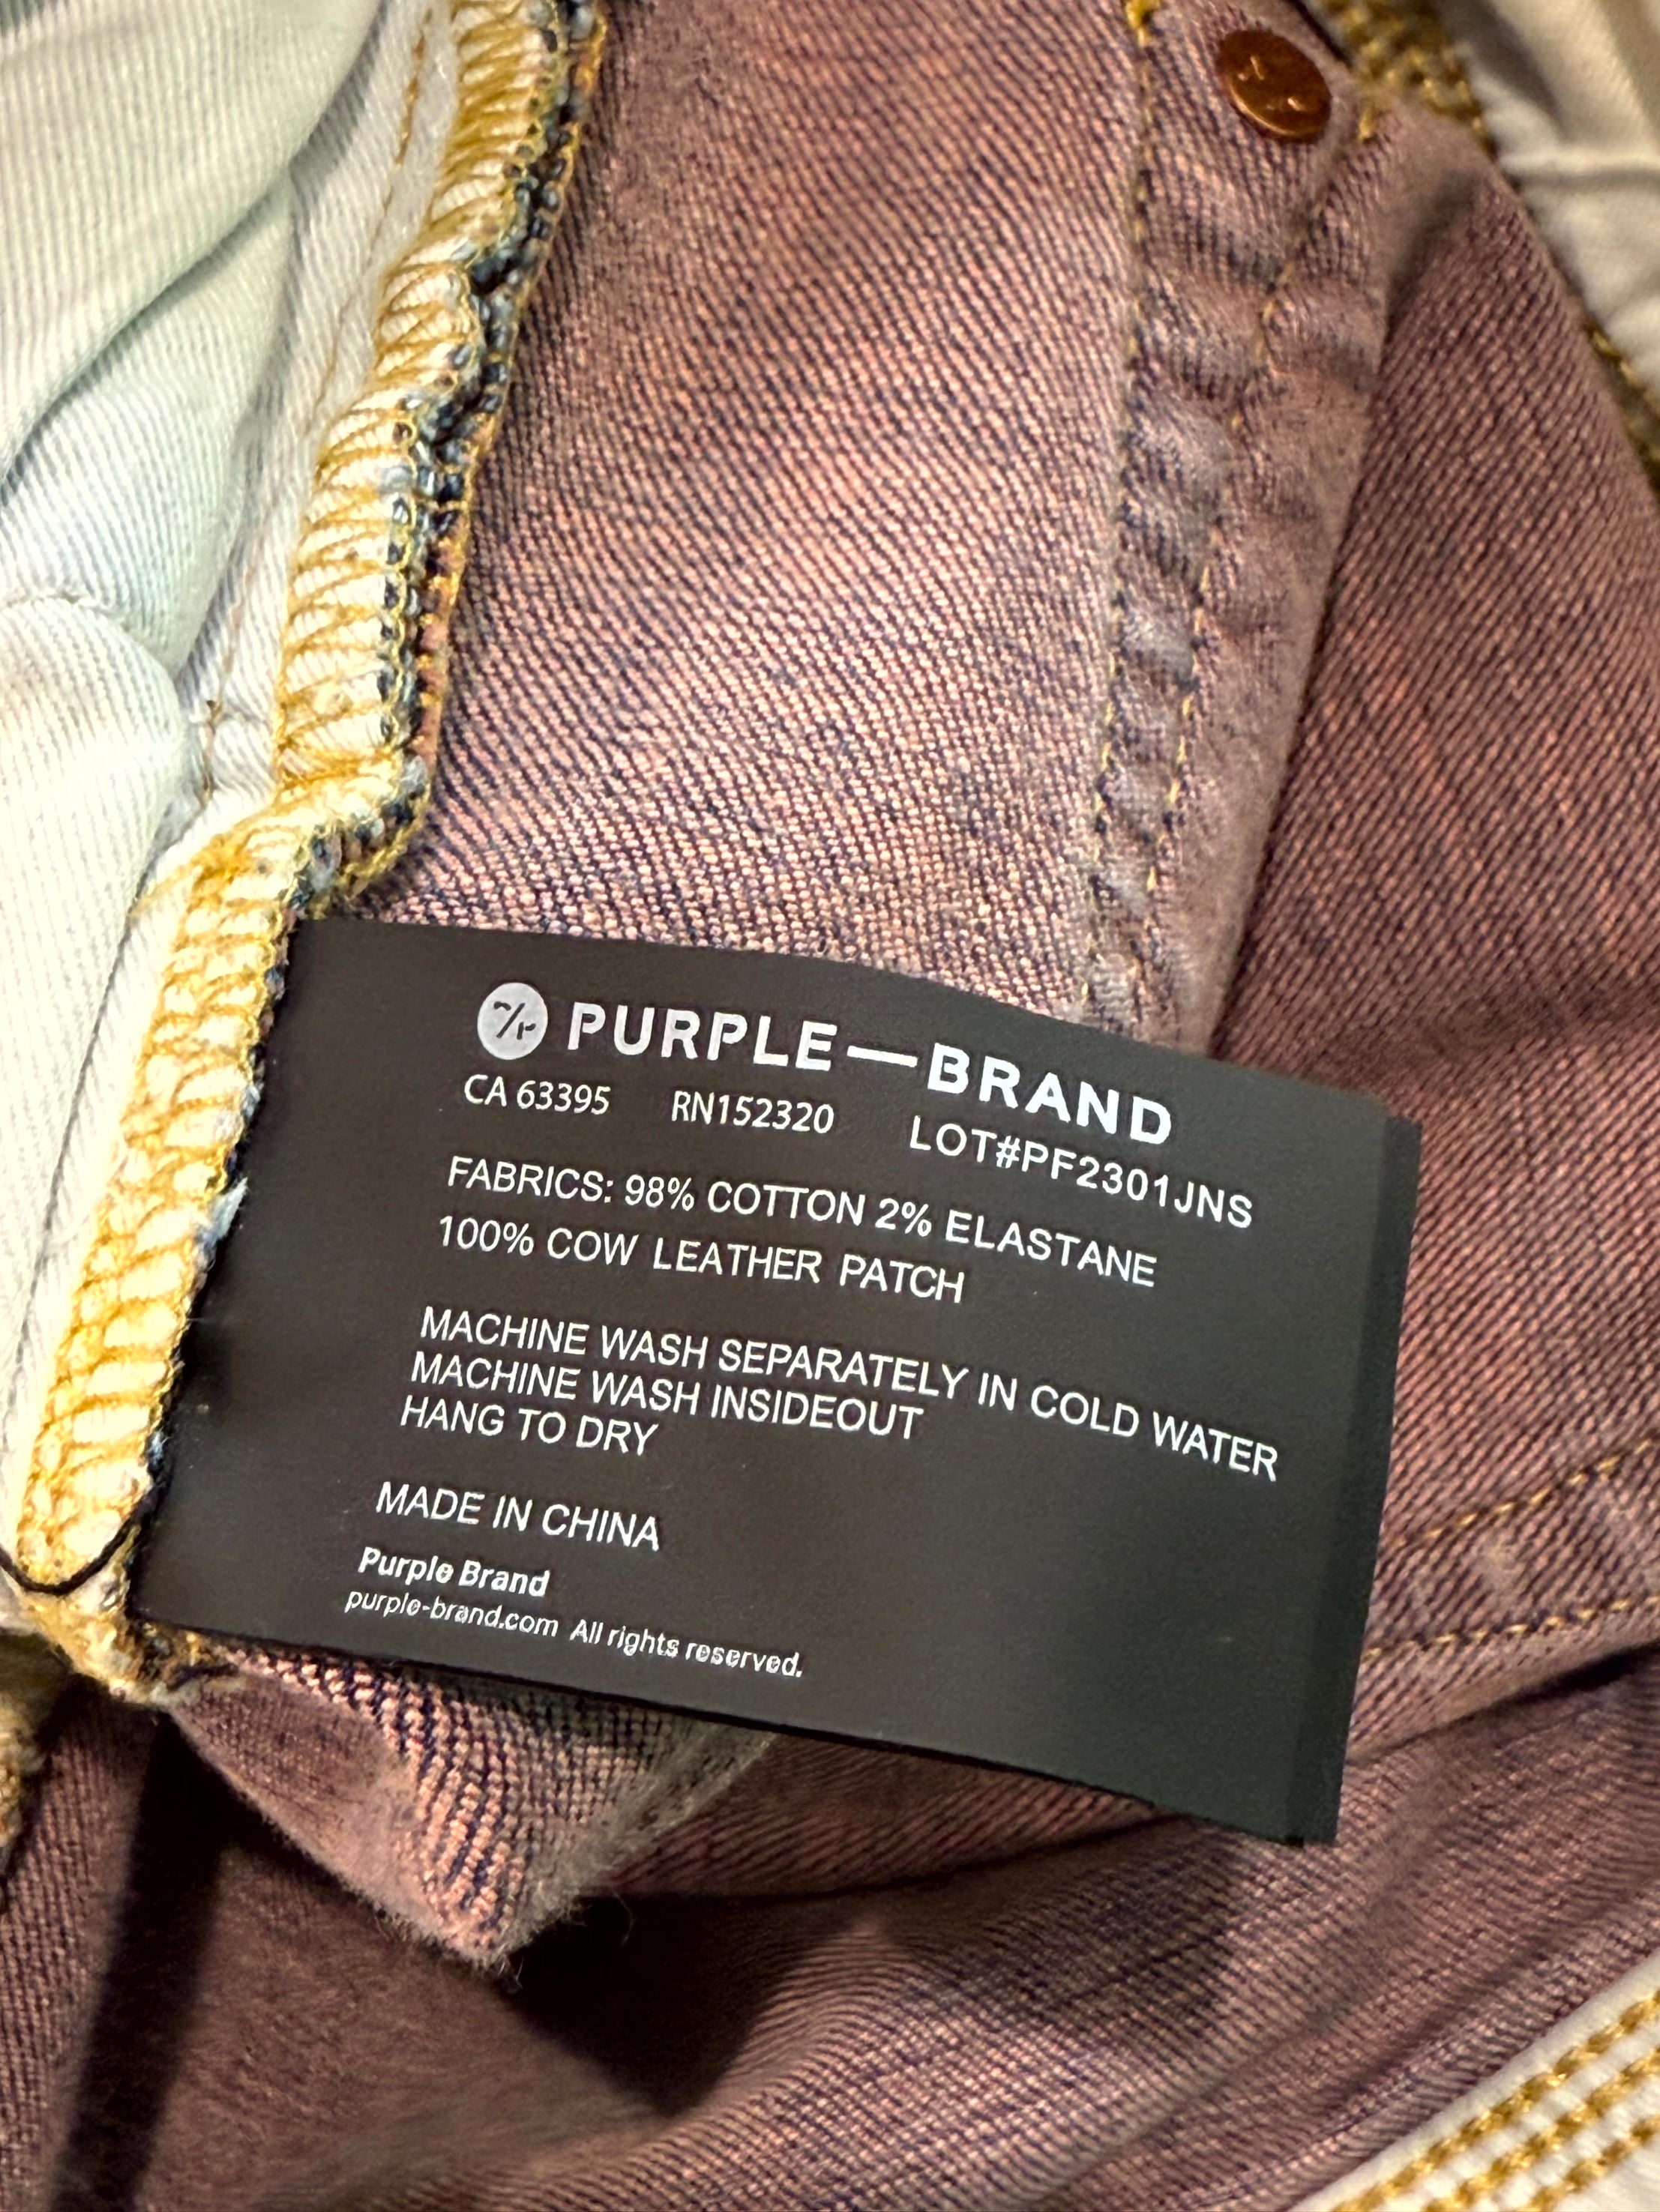 PURPLE—BRAND
CA 63395 RN152320 LOT#PF2301JNS
FABRICS: 98% COTTON 2% ELASTANE
100% COW LEATHER PATCH
MACHINE WASH SEPARATELY IN COLD WATER
MACHINE WASH INSIDEOUT
HANG TO DRY
MADE IN CHINA
Purple Brand
purple-brand.com All rights reserved.